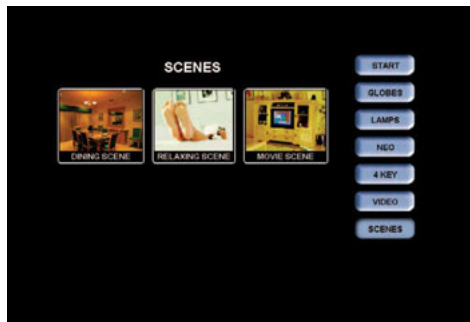 SCENES
DINING SCENE
RELAXING SCENE
MOVIE SCENE
START
GLOBES
LAMPS
NEO
4 KEY
VIDEO
SCENES